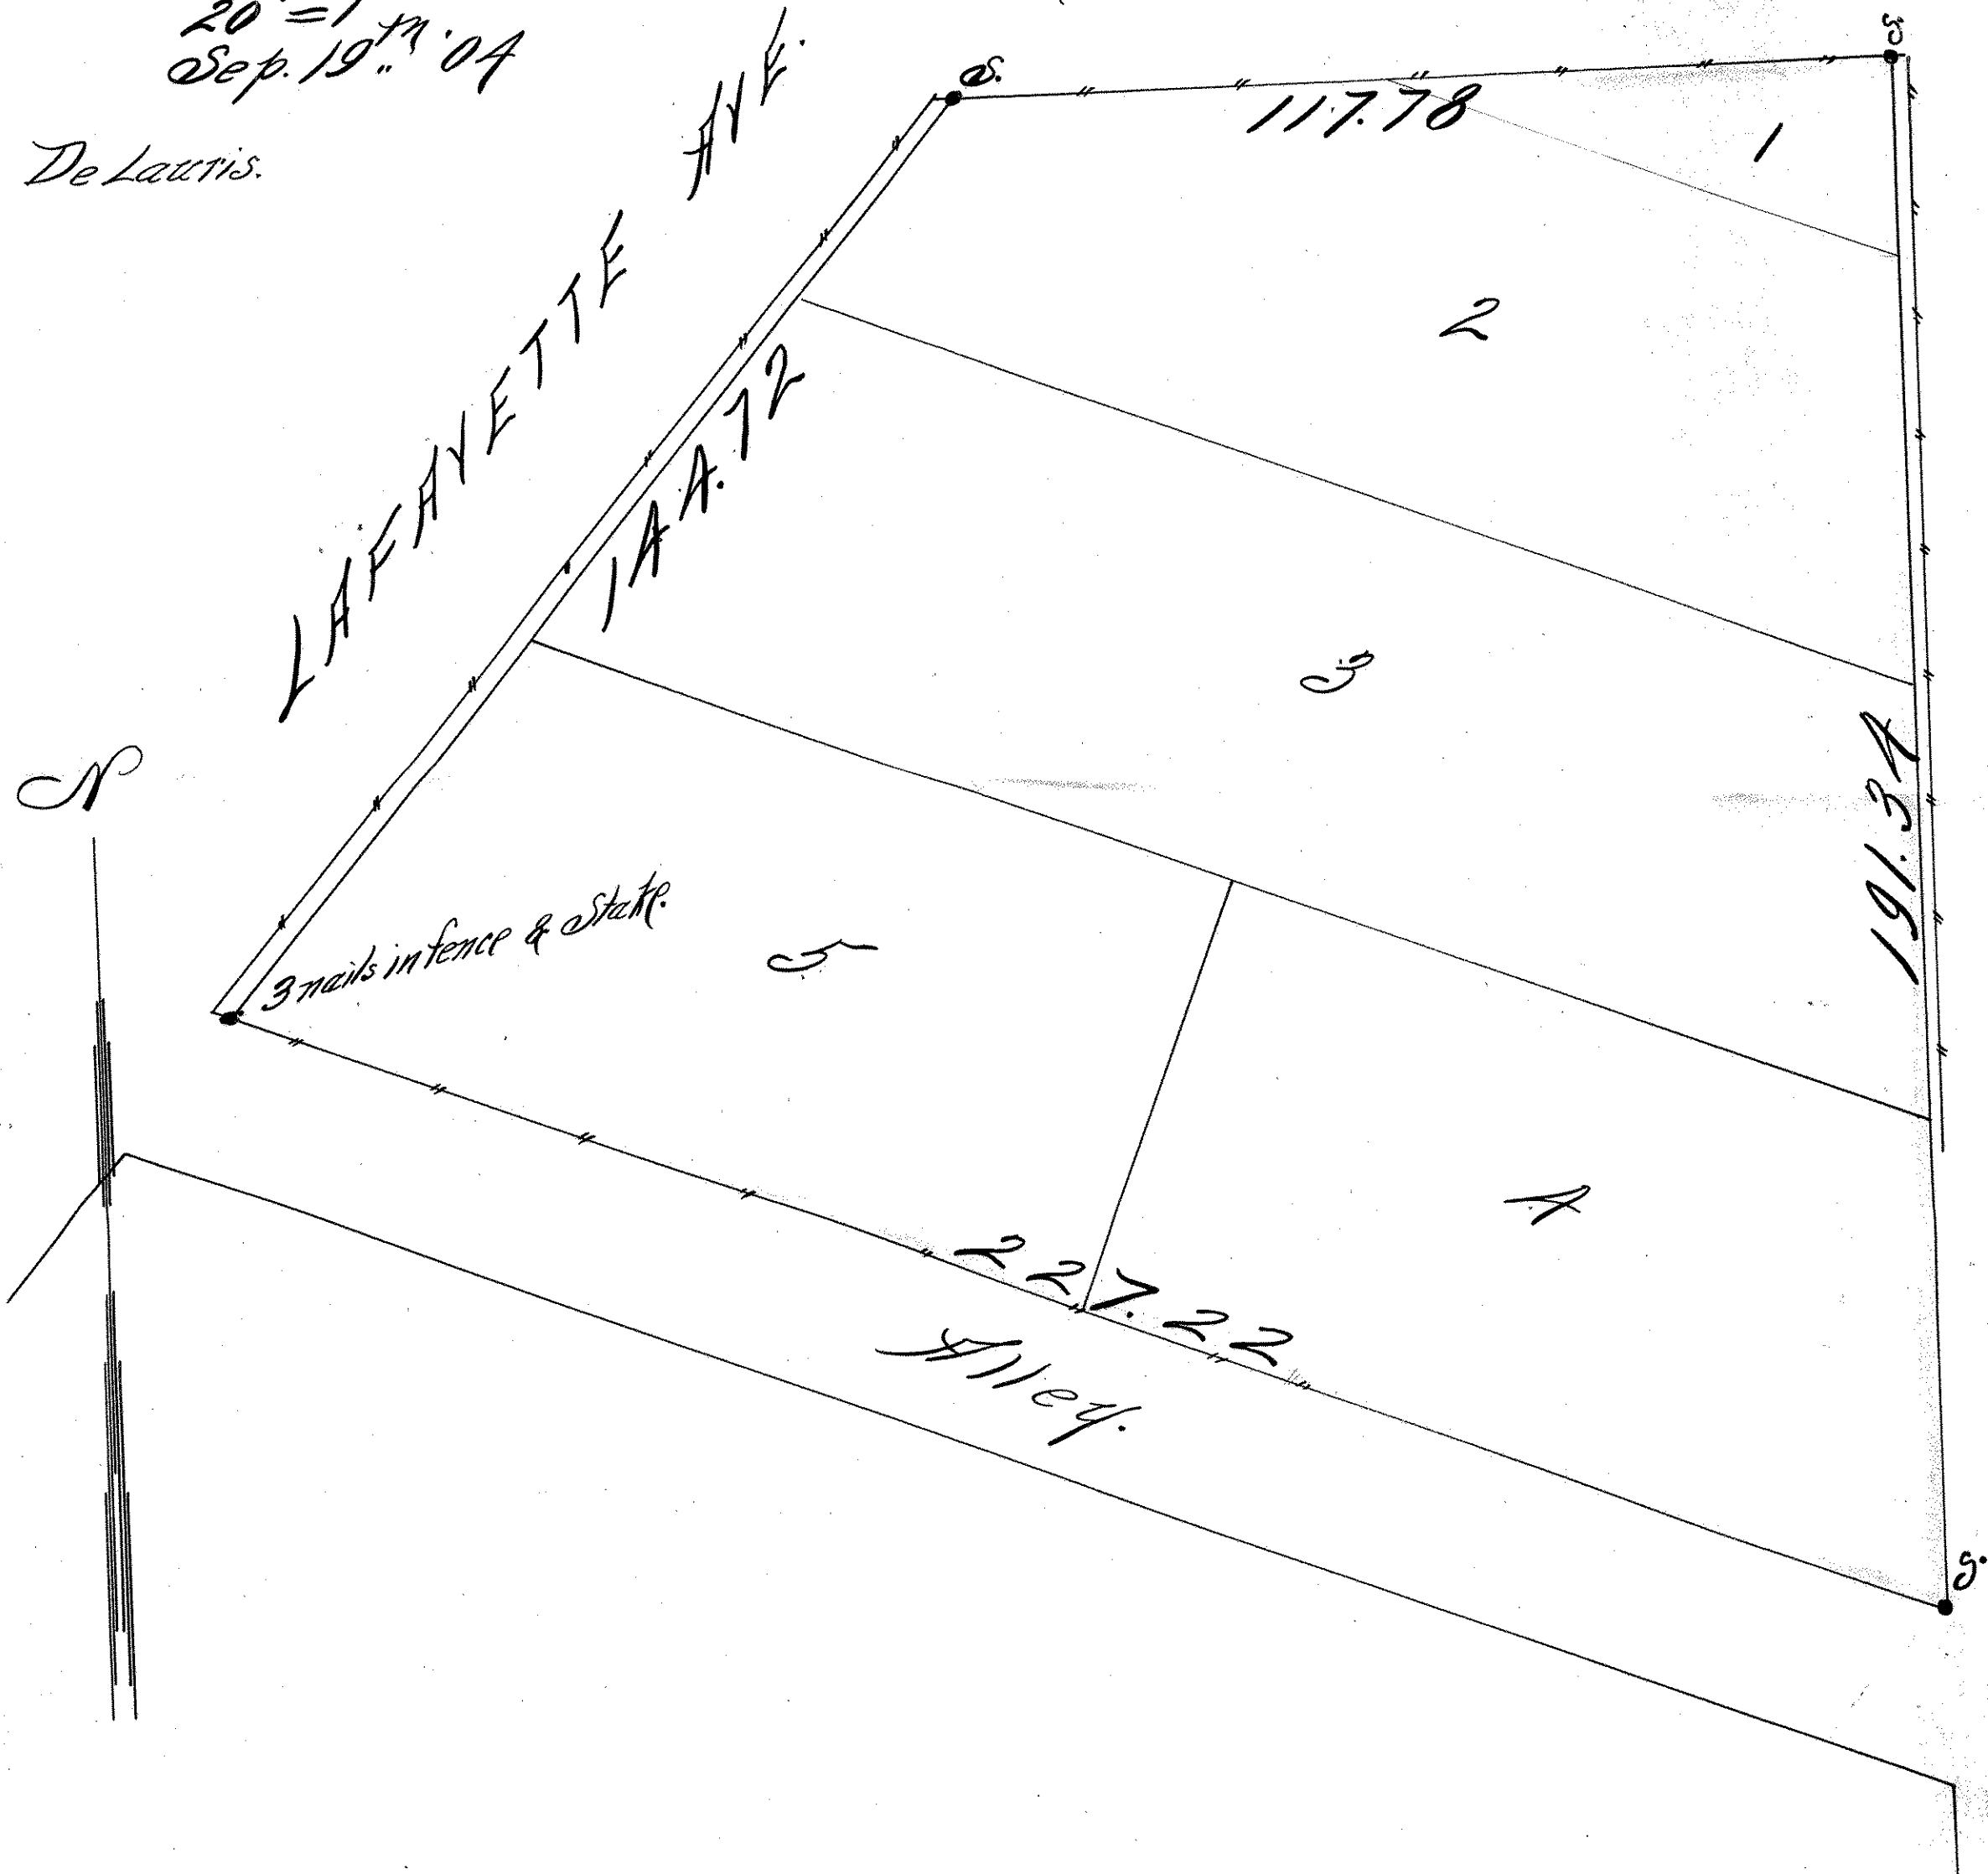 20' = 1"
Sep. 19th '04
De Lauris.
LAFAYETTE AVE.
S.
S.
117.78
1
2
144.72
3
191.34
N
3 nails in fence & Stake.
5
4
227.22
Alley.
S.